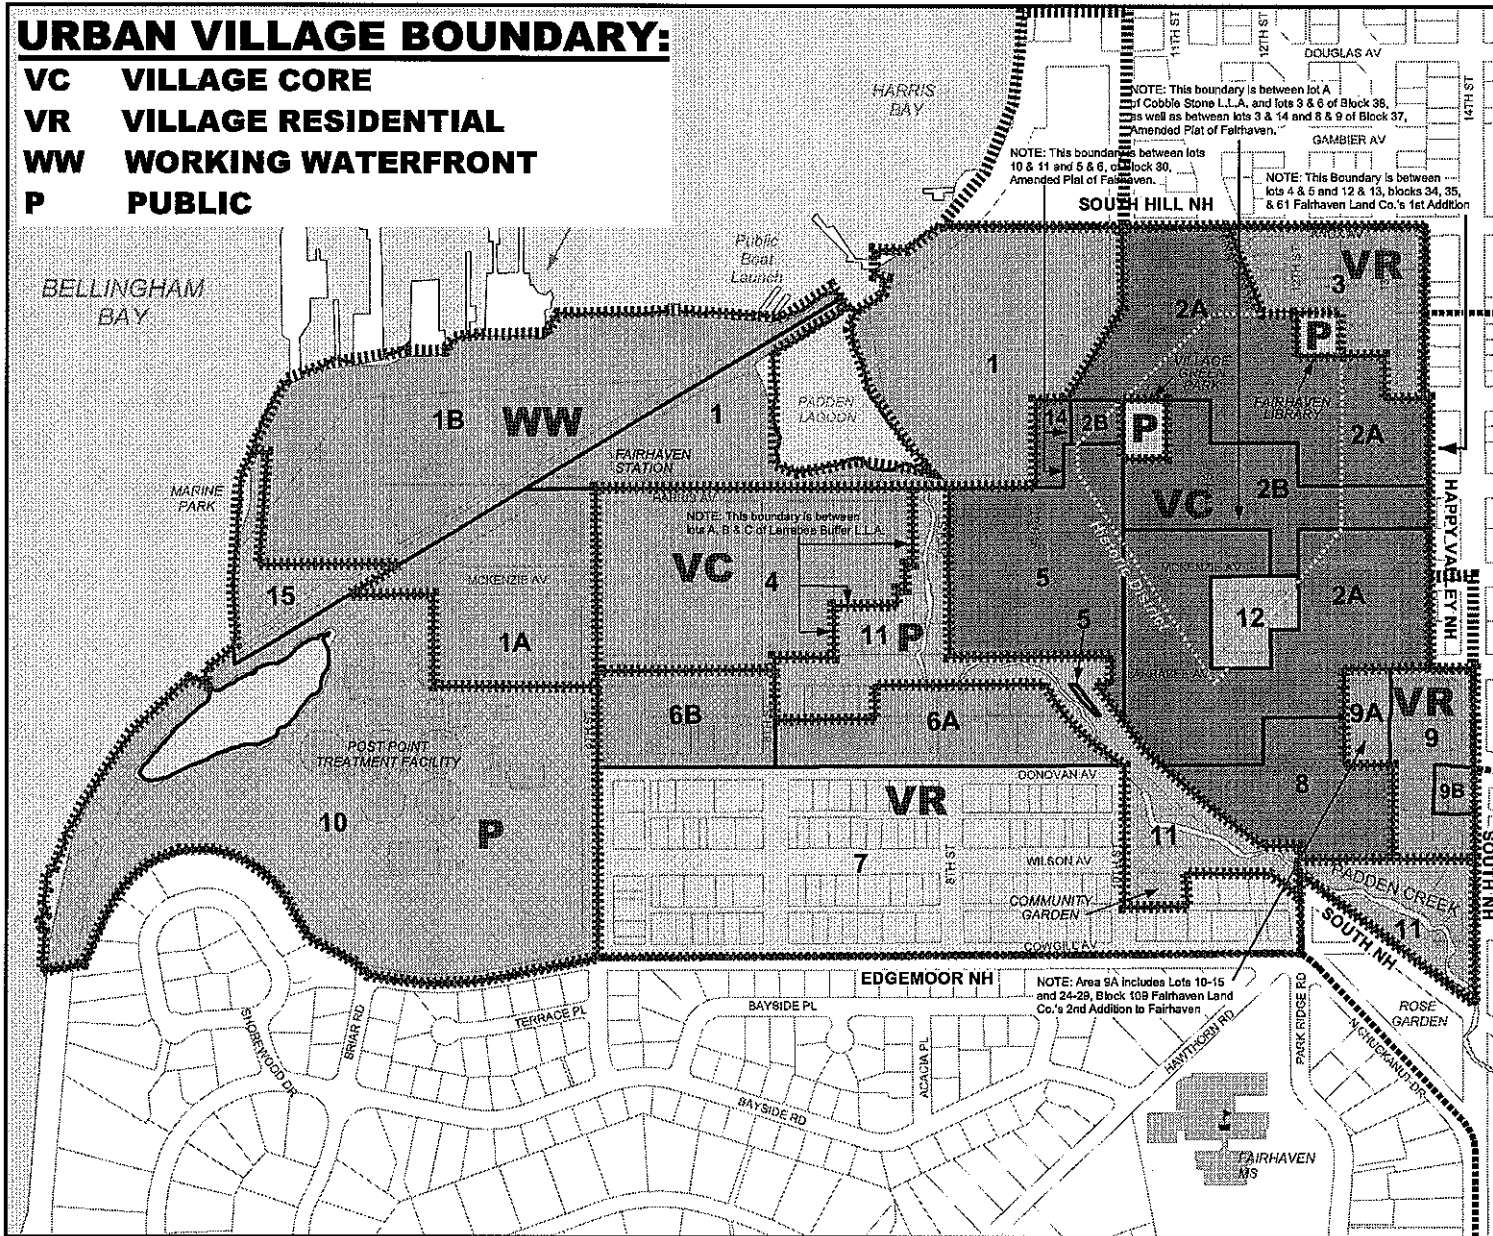 URBAN VILLAGE BOUNDARY:
VC VILLAGE CORE
VR VILLAGE RESIDENTIAL
WW WORKING WATERFRONT
P PUBLIC
HARRIS
BAY
11TH ST
12TH ST
DOUGLAS AV
14TH ST
NOTE: This boundary is between lot A
of Cobble Stone L.L.A. and lots 3 & 6 of Block 38,
as well as between lots 3 & 14 and 8 & 9 of Block 37,
Amended Plat of Fairhaven.
GAMBIER AV
NOTE: This boundary is between lots
10 & 11 and 5 & 6, of Block 30,
Amended Plat of Fairhaven.
NOTE: This Boundary is between
lots 4 & 5 and 12 & 13, blocks 34, 35,
& 61 Fairhaven Land Co.'s 1st Addition
SOUTH HILL NH
Public
Boat
Launch
BELLINGHAM
BAY
12TH ST
VR
3
2A
P
1
VILLAGE
GREEN
PARK
FAIRHAVEN
LIBRARY
1B
WW
1
PADDEN
LAGOON
14
2B
P
2A
FAIRHAVEN
STATION
MARINE
PARK
HARRIS AV
VC
2B
HAPPY VALLEY NH
NOTE: This boundary is between
lots A, B & C of Larrabee Buffer L.L.A.
Historic District
VC
4
MCKENZIE AV
5
MCKENZIE AV
2A
15
12
1A
11
P
5
LARRABEE AV
6B
6A
9A
VR
9
POST POINT
TREATMENT FACILITY
DONOVAN AV
8
9B
10
P
VR
7
8TH ST
WILSON AV
10TH ST
11
COMMUNITY
GARDEN
PADDEN CREEK
11
SOUTH NH
SOUTH NH
COWGILL AV
EDGEMOOR NH
NOTE: Area 9A Includes Lots 10-15
and 24-29, Block 109 Fairhaven Land
Co.'s 2nd Addition to Fairhaven
ROSE
GARDEN
SHOREWOOD DR
BRIAR RD
TERRACE PL
BAYSIDE PL
ACACIA PL
BAYSIDE RD
HAWTHORN RD
PARK RIDGE RD
N CHUCKANUT DR
FAIRHAVEN
MS